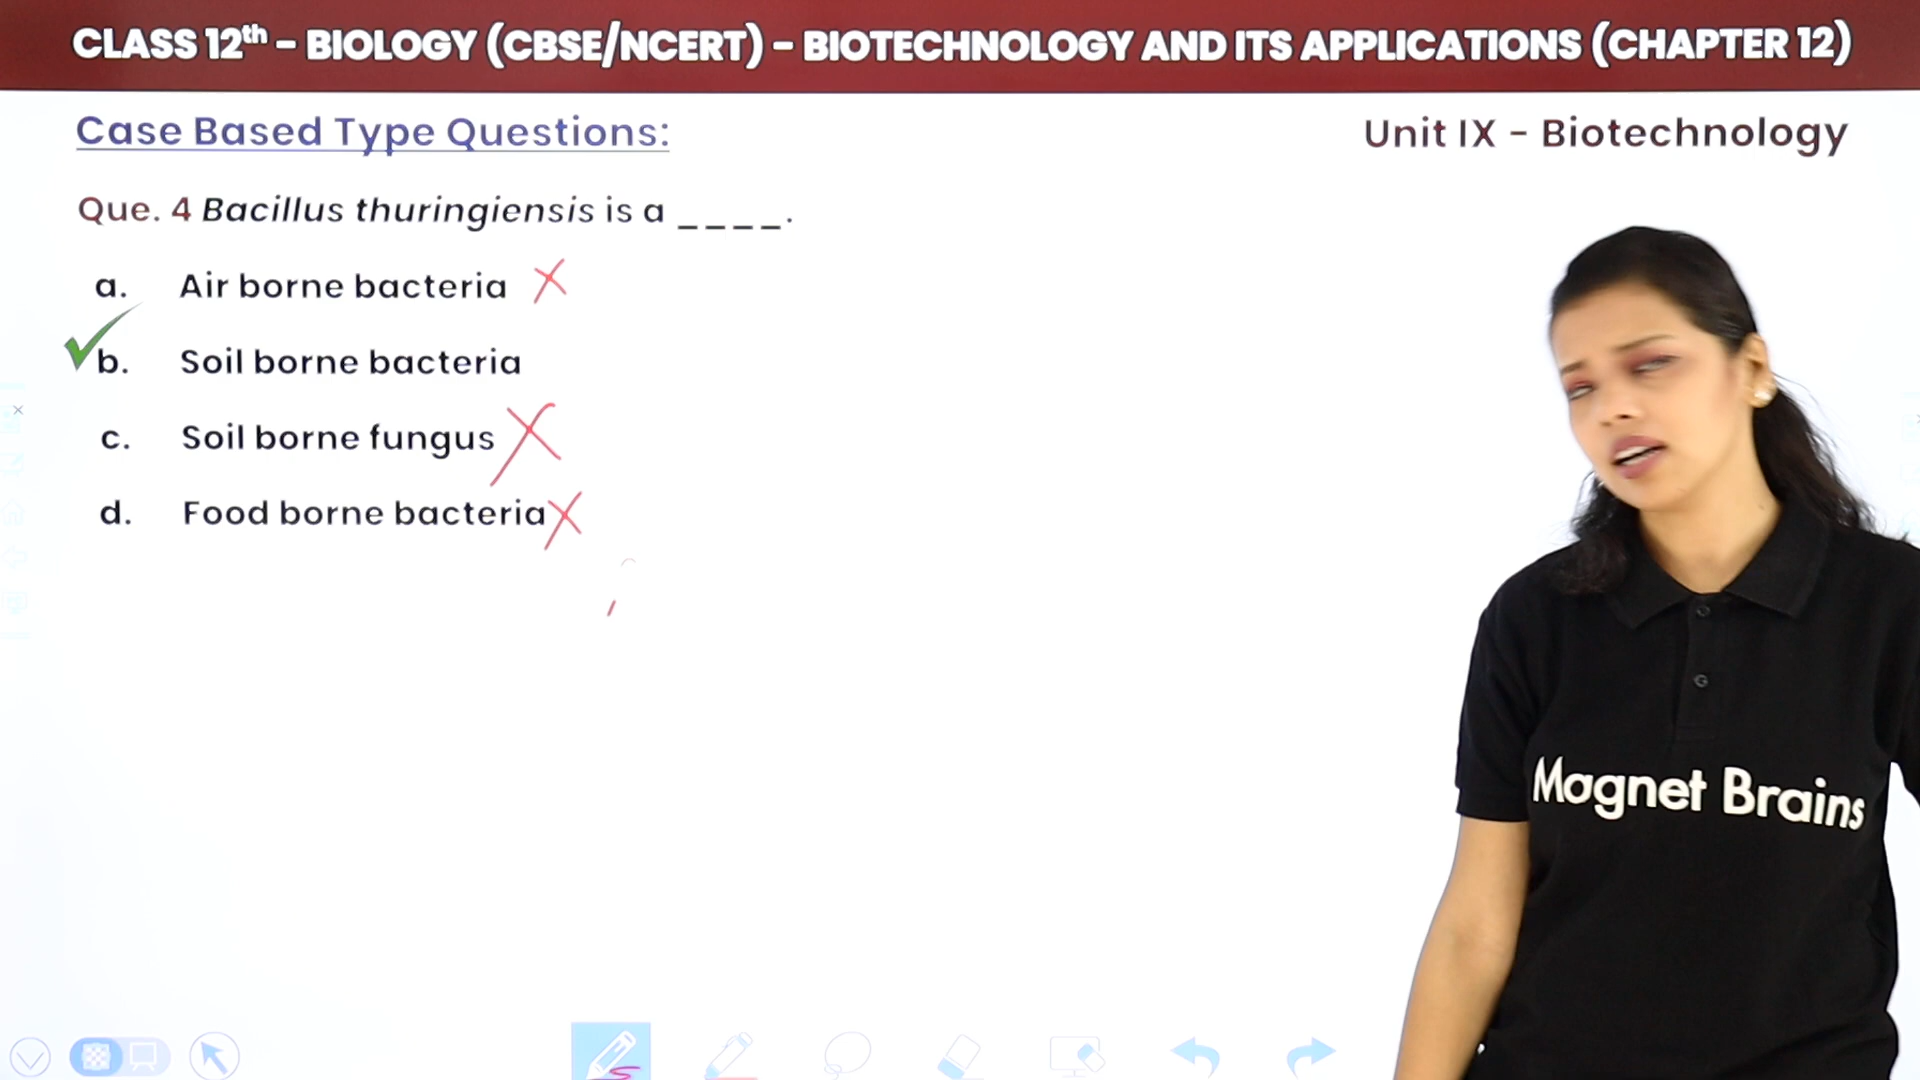 CLASS 12th – BIOLOGY (CBSE/NCERT) – BIOTECHNOLOGY AND ITS APPLICATIONS (CHAPTER 12)
Case Based Type Questions:
Unit IX – Biotechnology
Que. 4 Bacillus thuringiensis is a ____.
a. Air borne bacteria
b. Soil borne bacteria
c. Soil borne fungus
d. Food borne bacteria
Magnet Brains